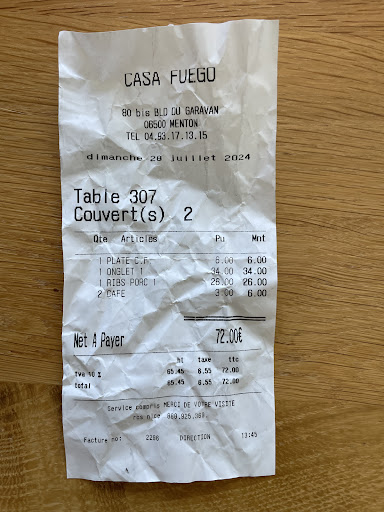 CASA FUEGO
80 bis BLD DU GARAVAN
06500 MENTON
TEL 04.93.17.13.15
dimanche 28 juillet 2024
Table 307
Couvert(s) 2
Qte Articles Pu Mnt
1 PLATE C.F. 6.00 6.00
1 ONGLET 1 34.00 34.00
1 RIBS PORC 1 26.00 26.00
2 CAFE 3.00 6.00
Net A Payer 72.00€
ht taxe ttc
Tva 10 % 65.45 6.55 72.00
total 65.45 6.55 72.00
Service compris MERCI DE VOTRE VISITE
Facture no: 2286 DIRECTION 13:45